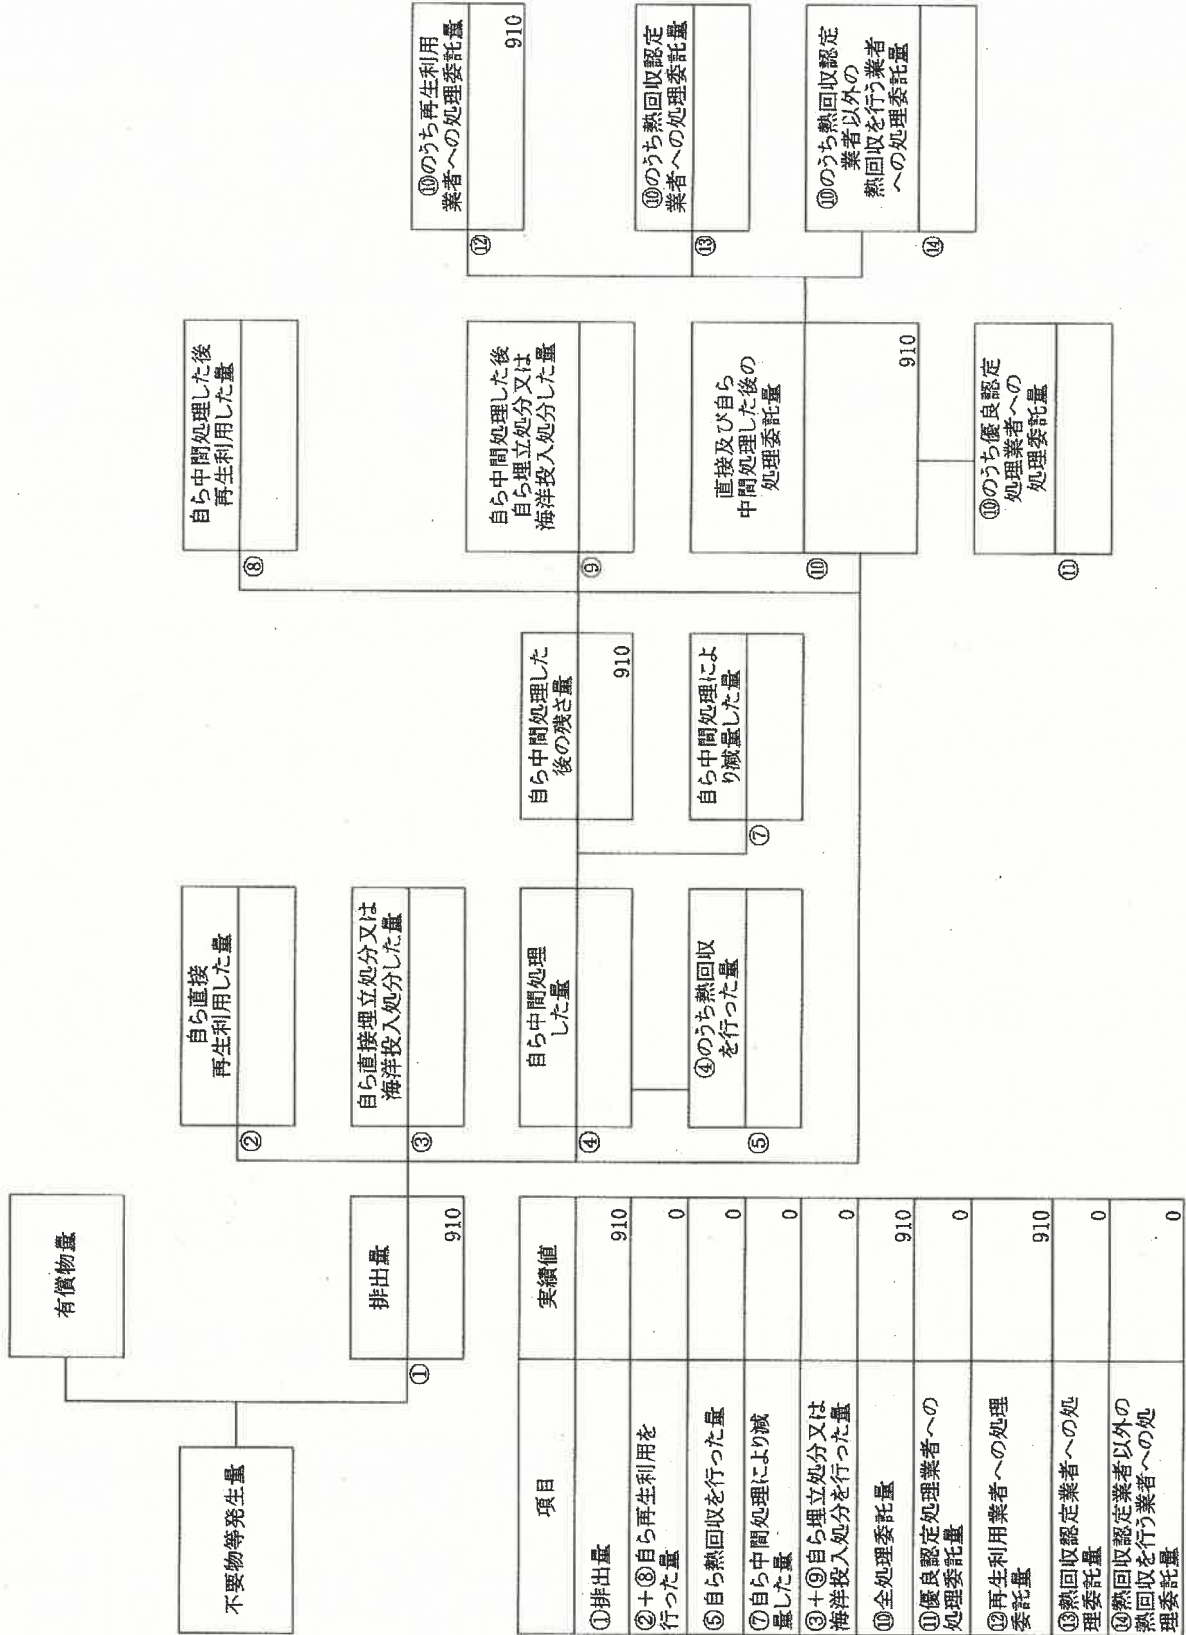 不要物等発生量
有償物量
排出量
①
910
自ら直接
再生利用した量
②
自ら直接埋立処分又は
海洋投入処分した量
③
自ら中間処理
した量
④
④のうち熱回収
を行った量
⑤
自ら中間処理した
後の残さ量
910
自ら中間処理によ
り減量した量
⑦
自ら中間処理した後
再生利用した量
⑧
自ら中間処理した後
自ら埋立処分又は
海洋投入処分した量
⑨
直接及び自ら
中間処理した後の
処理委託量
⑩
910
⑩のうち優良認定
処理業者への
処理委託量
⑪
⑩のうち再生利用
業者への処理委託量
⑫
910
⑩のうち熱回収認定
業者への処理委託量
⑬
⑩のうち熱回収認定
業者以外の
熱回収を行う業者
への処理委託量
⑭
項目 実績値
①排出量 910
②+⑧自ら再生利用を
行った量 0
⑤自ら熱回収を行った量 0
⑦自ら中間処理により減
量した量 0
③+⑨自ら埋立処分又は
海洋投入処分を行った量 0
⑩全処理委託量 910
⑪優良認定処理業者への
処理委託量 0
⑫再生利用業者への処理
委託量 910
⑬熱回収認定業者への処
理委託量 0
⑭熱回収認定業者以外の
熱回収を行う業者への処
理委託量 0